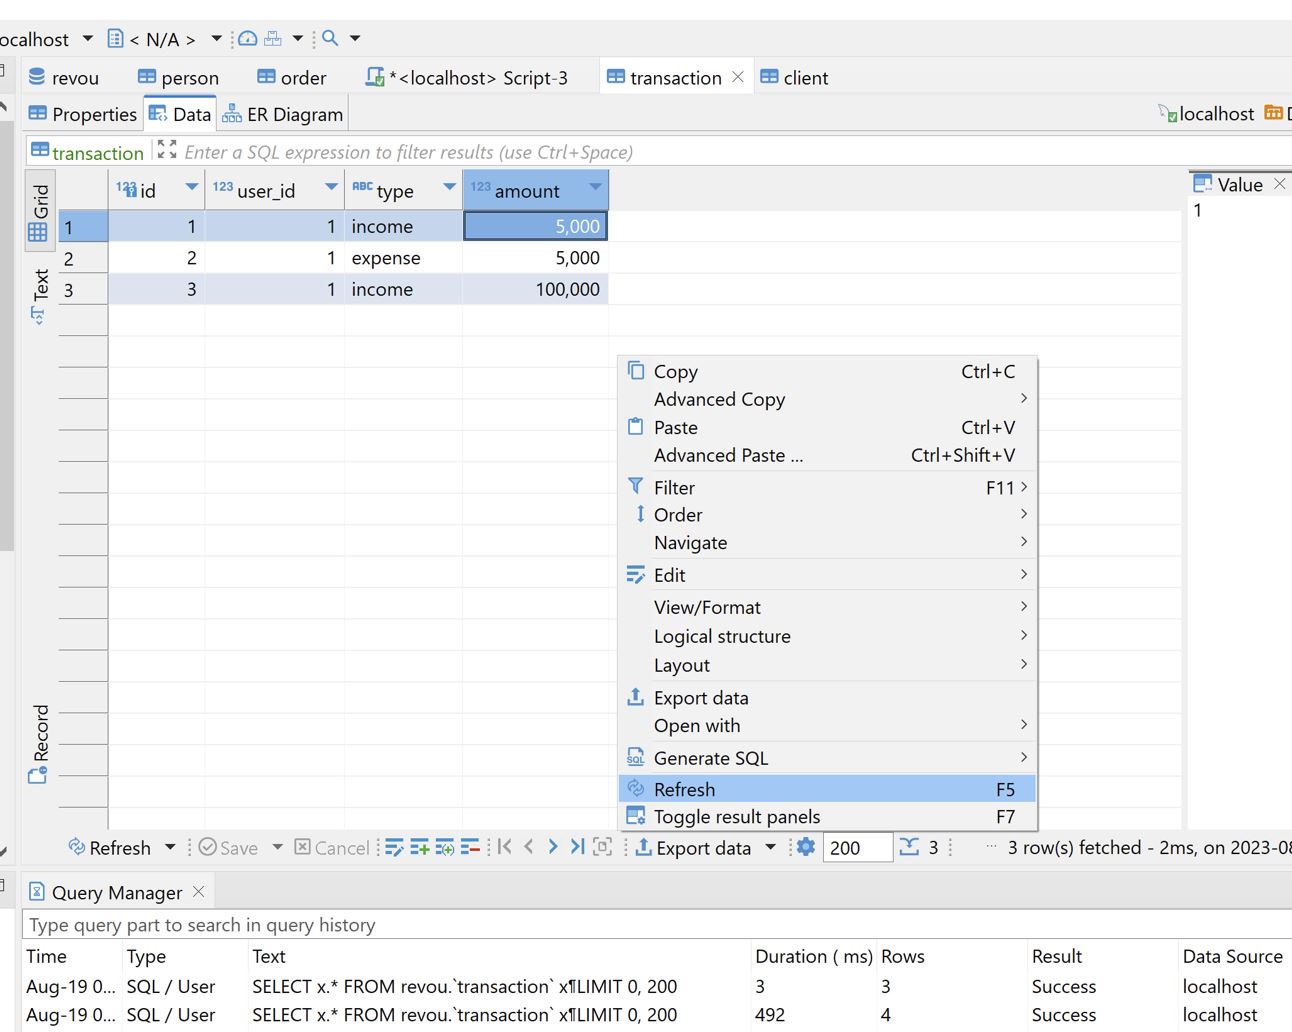 ocalhost < N/A >
revou person order *<localhost> Script-3 transaction client
Properties Data ER Diagram localhost
transaction Enter a SQL expression to filter results (use Ctrl+Space)
Grid
Text
Record
123 id 123 user_id ABC type 123 amount
1 1 1 income 5,000
2 2 1 expense 5,000
3 3 1 income 100,000
Value
1
Copy Ctrl+C
Advanced Copy
Paste Ctrl+V
Advanced Paste ... Ctrl+Shift+V
Filter F11
Order
Navigate
Edit
View/Format
Logical structure
Layout
Export data
Open with
SQL Generate SQL
Refresh F5
Toggle result panels F7
Refresh Save Cancel Export data 200 3 ··· 3 row(s) fetched - 2ms, on 2023-08
Query Manager
Type query part to search in query history
Time Type Text Duration ( ms) Rows Result Data Source
Aug-19 0... SQL / User SELECT x.* FROM revou.`transaction` x¶LIMIT 0, 200 3 3 Success localhost
Aug-19 0... SQL / User SELECT x.* FROM revou.`transaction` x¶LIMIT 0, 200 492 4 Success localhost